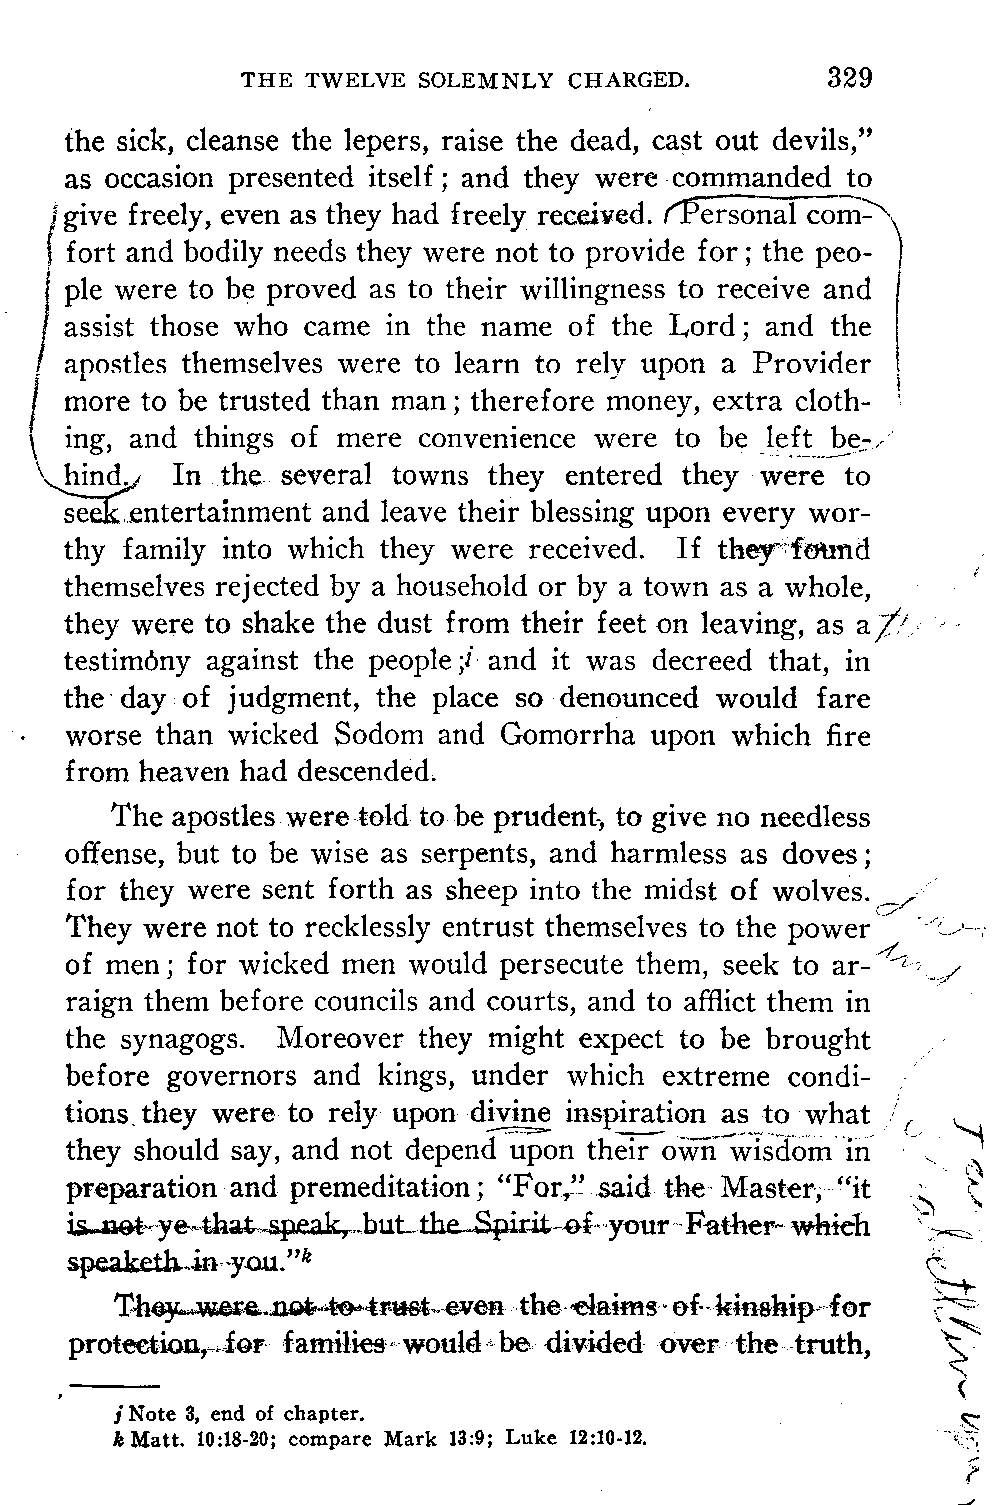 THE TWELVE SOLEMNLY CHARGED. 329
the sick, cleanse the lepers, raise the dead, cast out devils,”
as occasion presented itself; and they were commanded to
give freely, even as they had freely received. Personal com-
fort and bodily needs they were not to provide for; the peo-
ple were to be proved as to their willingness to receive and
assist those who came in the name of the Lord; and the
apostles themselves were to learn to rely upon a Provider
more to be trusted than man; therefore money, extra cloth-
ing, and things of mere convenience were to be left be-
hind. In the several towns they entered they were to
seek entertainment and leave their blessing upon every wor-
thy family into which they were received. If they found
themselves rejected by a household or by a town as a whole,
they were to shake the dust from their feet on leaving, as a
testimony against the people;j and it was decreed that, in
the day of judgment, the place so denounced would fare
worse than wicked Sodom and Gomorrha upon which fire
from heaven had descended.
The apostles were told to be prudent, to give no needless
offense, but to be wise as serpents, and harmless as doves;
for they were sent forth as sheep into the midst of wolves.
They were not to recklessly entrust themselves to the power
of men; for wicked men would persecute them, seek to ar-
raign them before councils and courts, and to afflict them in
the synagogs. Moreover they might expect to be brought
before governors and kings, under which extreme condi-
tions they were to rely upon divine inspiration as to what
they should say, and not depend upon their own wisdom in
preparation and premeditation; “For,” said the Master, “it
is not ye that speak, but the Spirit of your Father which
speaketh in you.”k
They were not to trust even the claims of kinship for
protection, for families would be divided over the truth,
j Note 3, end of chapter.
k Matt. 10:18-20; compare Mark 13:9; Luke 12:10-12.